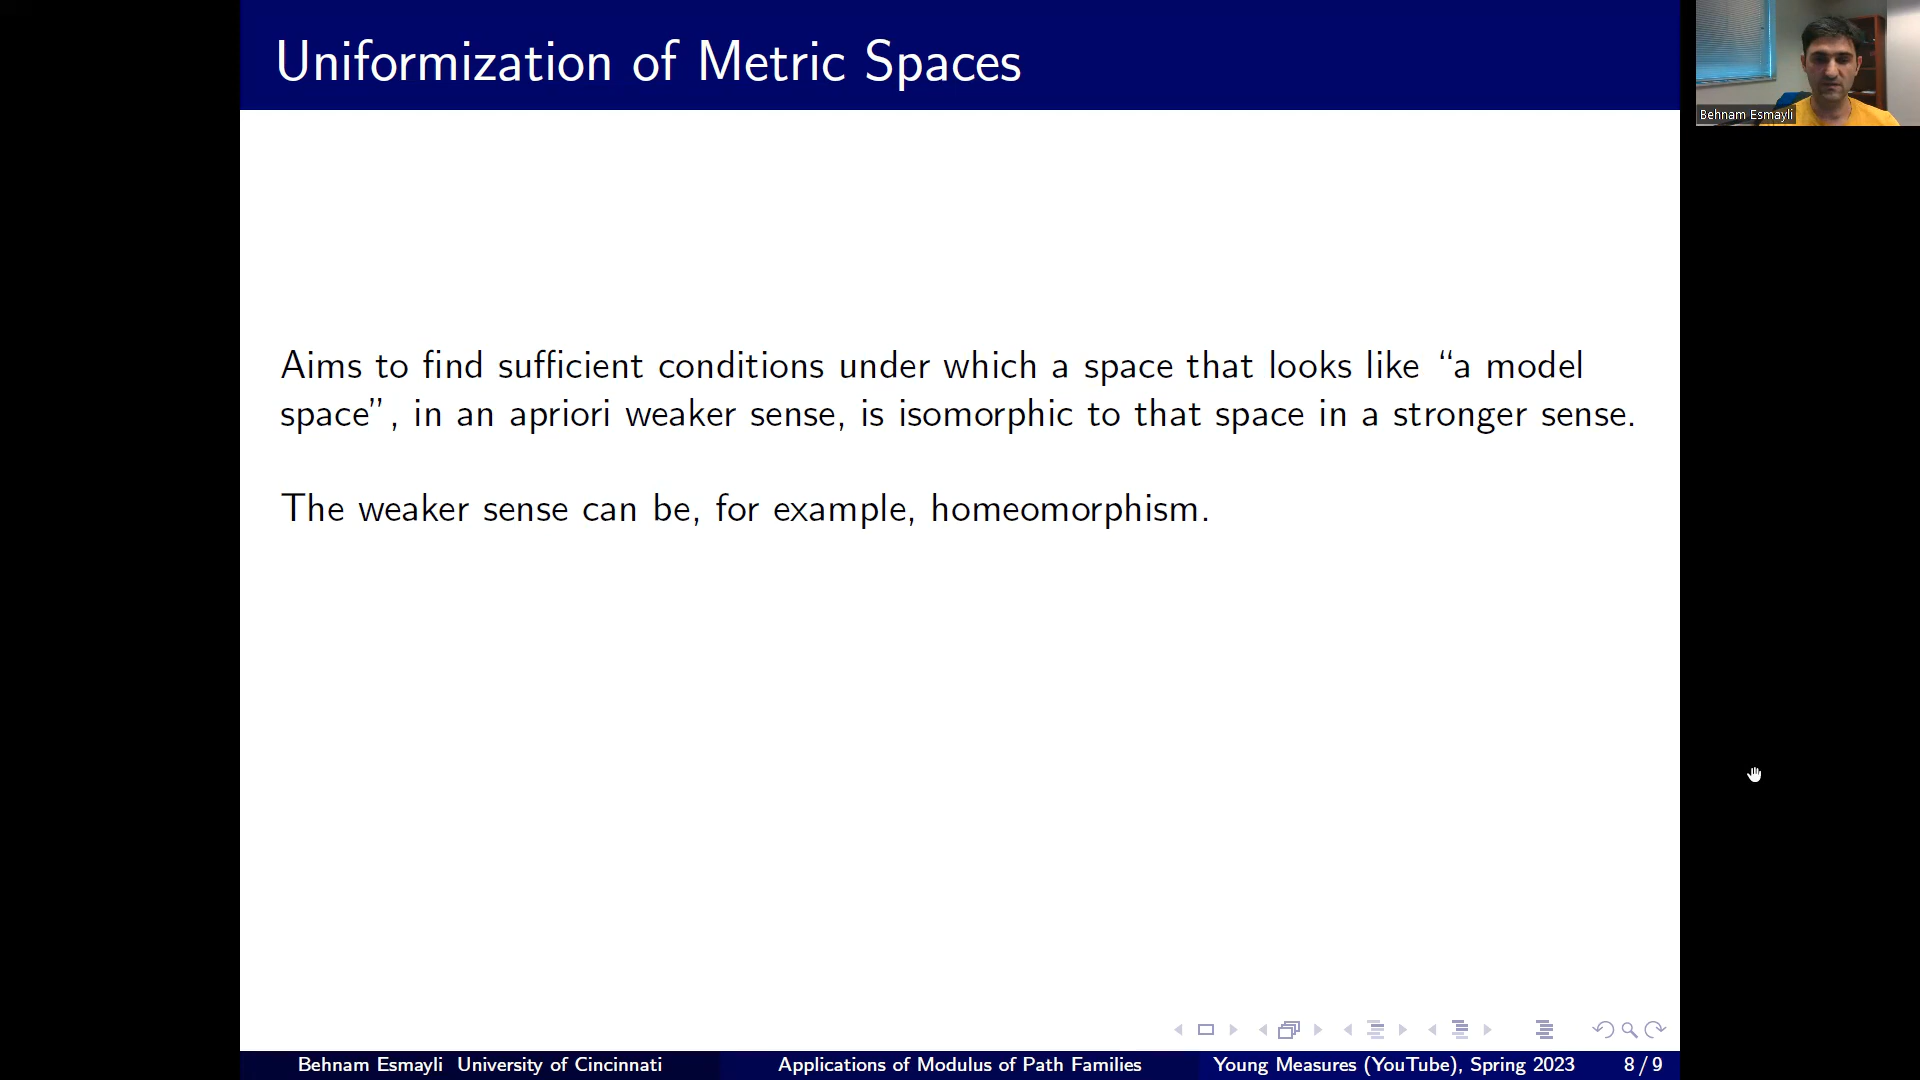 Uniformization of Metric Spaces
Behnam Esmayli
Aims to find sufficient conditions under which a space that looks like “a model
space”, in an apriori weaker sense, is isomorphic to that space in a stronger sense.
The weaker sense can be, for example, homeomorphism.
Behnam Esmayli University of Cincinnati
Applications of Modulus of Path Families
Young Measures (YouTube), Spring 2023
8 / 9